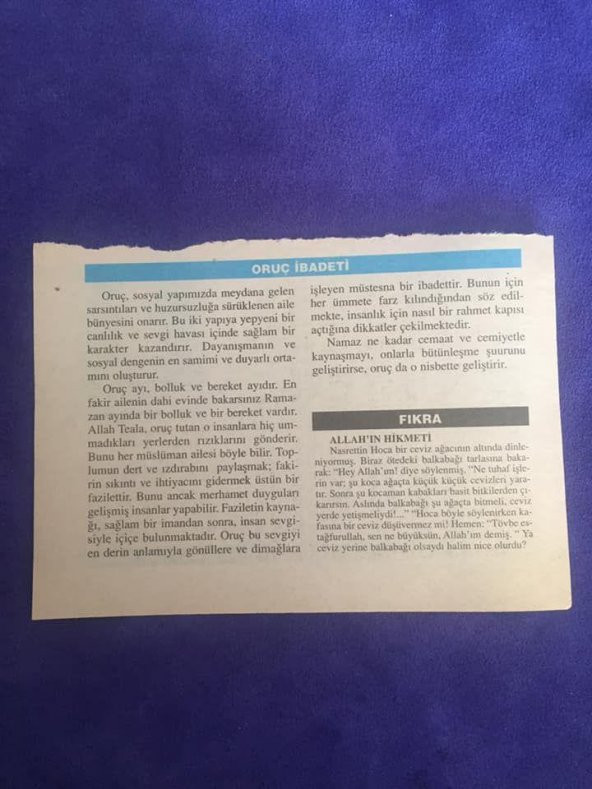 ORUÇ İBADETİ
Oruç, sosyal yapımızda meydana gelen
sarsıntıları ve huzursuzluğa sürüklenen aile
bünyesini onarır. Bu iki yapıya yepyeni bir
canlılık ve sevgi havası içinde sağlam bir
karakter kazandırır. Dayanışmanın ve
sosyal dengenin en samimi ve duyarlı orta-
mını oluşturur.
Oruç ayı, bolluk ve bereket ayıdır. En
fakir ailenin dahi evinde bakarsınız Rama-
zan ayında bir bolluk ve bir bereket vardır.
Allah Teala, oruç tutan o insanlara hiç um-
madıkları yerlerden rızıklarını gönderir.
Bunu her müslüman ailesi böyle bilir. Top-
lumun dert ve ızdırabını paylaşmak; faki-
rin sıkıntı ve ihtiyacını gidermek üstün bir
fazilettir. Bunu ancak merhamet duyguları
gelişmiş insanlar yapabilir. Faziletin kayna-
ğı, sağlam bir imandan sonra, insan sevgi-
siyle içiçe bulunmaktadır. Oruç bu sevgiyi
en derin anlamıyla gönüllere ve dimağlara
işleyen müstesna bir ibadettir. Bunun için
her ümmete farz kılındığından söz edil-
mekte, insanlık için nasıl bir rahmet kapısı
açtığına dikkatler çekilmektedir.
Namaz ne kadar cemaat ve cemiyetle
kaynaşmayı, onlarla bütünleşme şuurunu
geliştirirse, oruç da o nisbette geliştirir.
FIKRA
ALLAH'IN HİKMETİ
Nasrettin Hoca bir ceviz ağacının altında dinle-
niyormuş. Biraz ötedeki balkabağı tarlasına baka-
rak: "Hey Allah'ım! diye söylenmiş. "Ne tuhaf işle-
rin var; şu koca ağaçta küçük küçük cevizleri yara-
tır. Sonra şu kocaman kabakları basit bitkilerden çı-
karırsın. Aslında balkabağı şu ağaçta bitmeli, ceviz
yerde yetişmeliydi!..." "Hoca böyle söylenirken ka-
fasına bir ceviz düşüvermez mi! Hemen: "Tövbe es-
tağfurullah, sen ne büyüksün, Allah'ım demiş. " Ya
ceviz yerine balkabağı olsaydı halim nice olurdu?